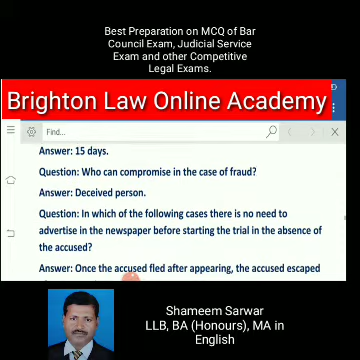 Best Preparation on MCQ of Bar
Council Exam, Judicial Service
Exam and other Competitive
Legal Exams.
Brighton Law Online Academy
Find...
Answer: 15 days.
Question: Who can compromise in the case of fraud?
Answer: Deceived person.
Question: In which of the following cases there is no need to
advertise in the newspaper before starting the trial in the absence of
the accused?
Answer: Once the accused fled after appearing, the accused escaped
Shameem Sarwar
LLB, BA (Honours), MA in
English